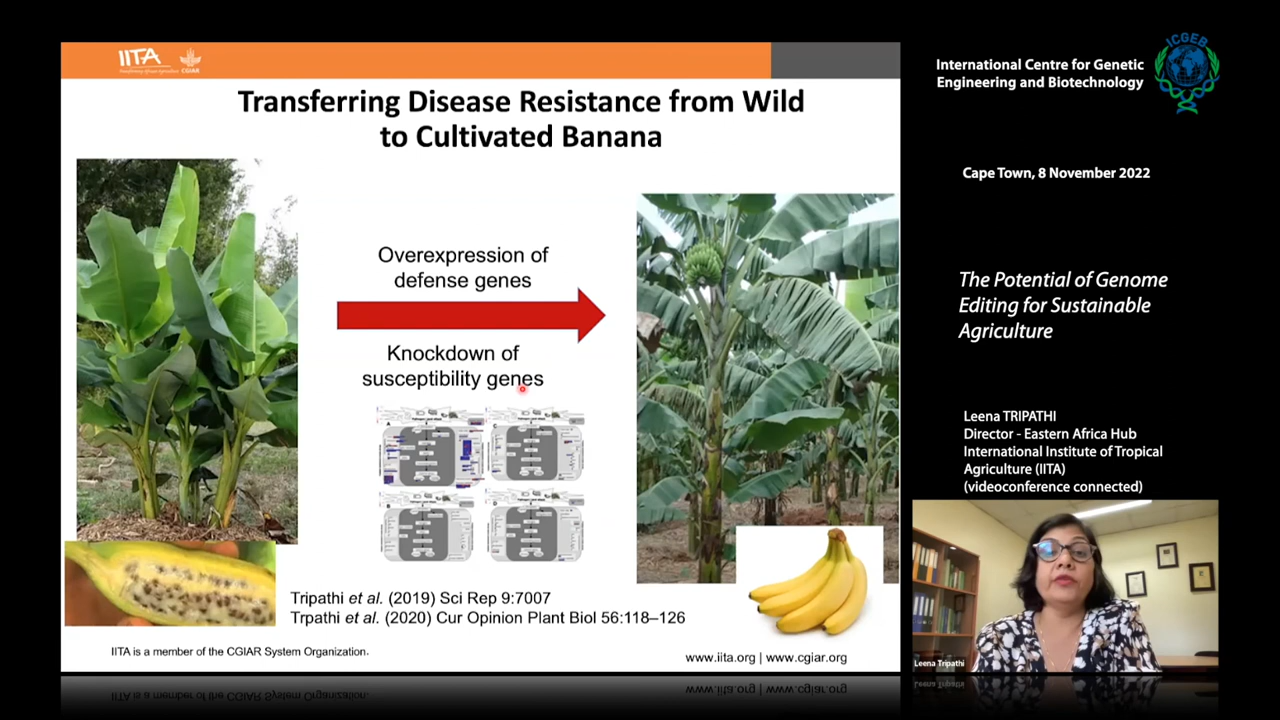 IITA
CGIAR
Transferring Disease Resistance from Wild
to Cultivated Banana
Overexpression of
defense genes
Knockdown of
susceptibility genes
Tripathi et al. (2019) Sci Rep 9:7007
Trpathi et al. (2020) Cur Opinion Plant Biol 56:118–126
IITA is a member of the CGIAR System Organization.
www.iita.org | www.cgiar.org
International Centre for Genetic
Engineering and Biotechnology
ICGEB
Cape Town, 8 November 2022
The Potential of Genome
Editing for Sustainable
Agriculture
Leena TRIPATHI
Director - Eastern Africa Hub
International Institute of Tropical
Agriculture (IITA)
(videoconference connected)
Leena Tripathi